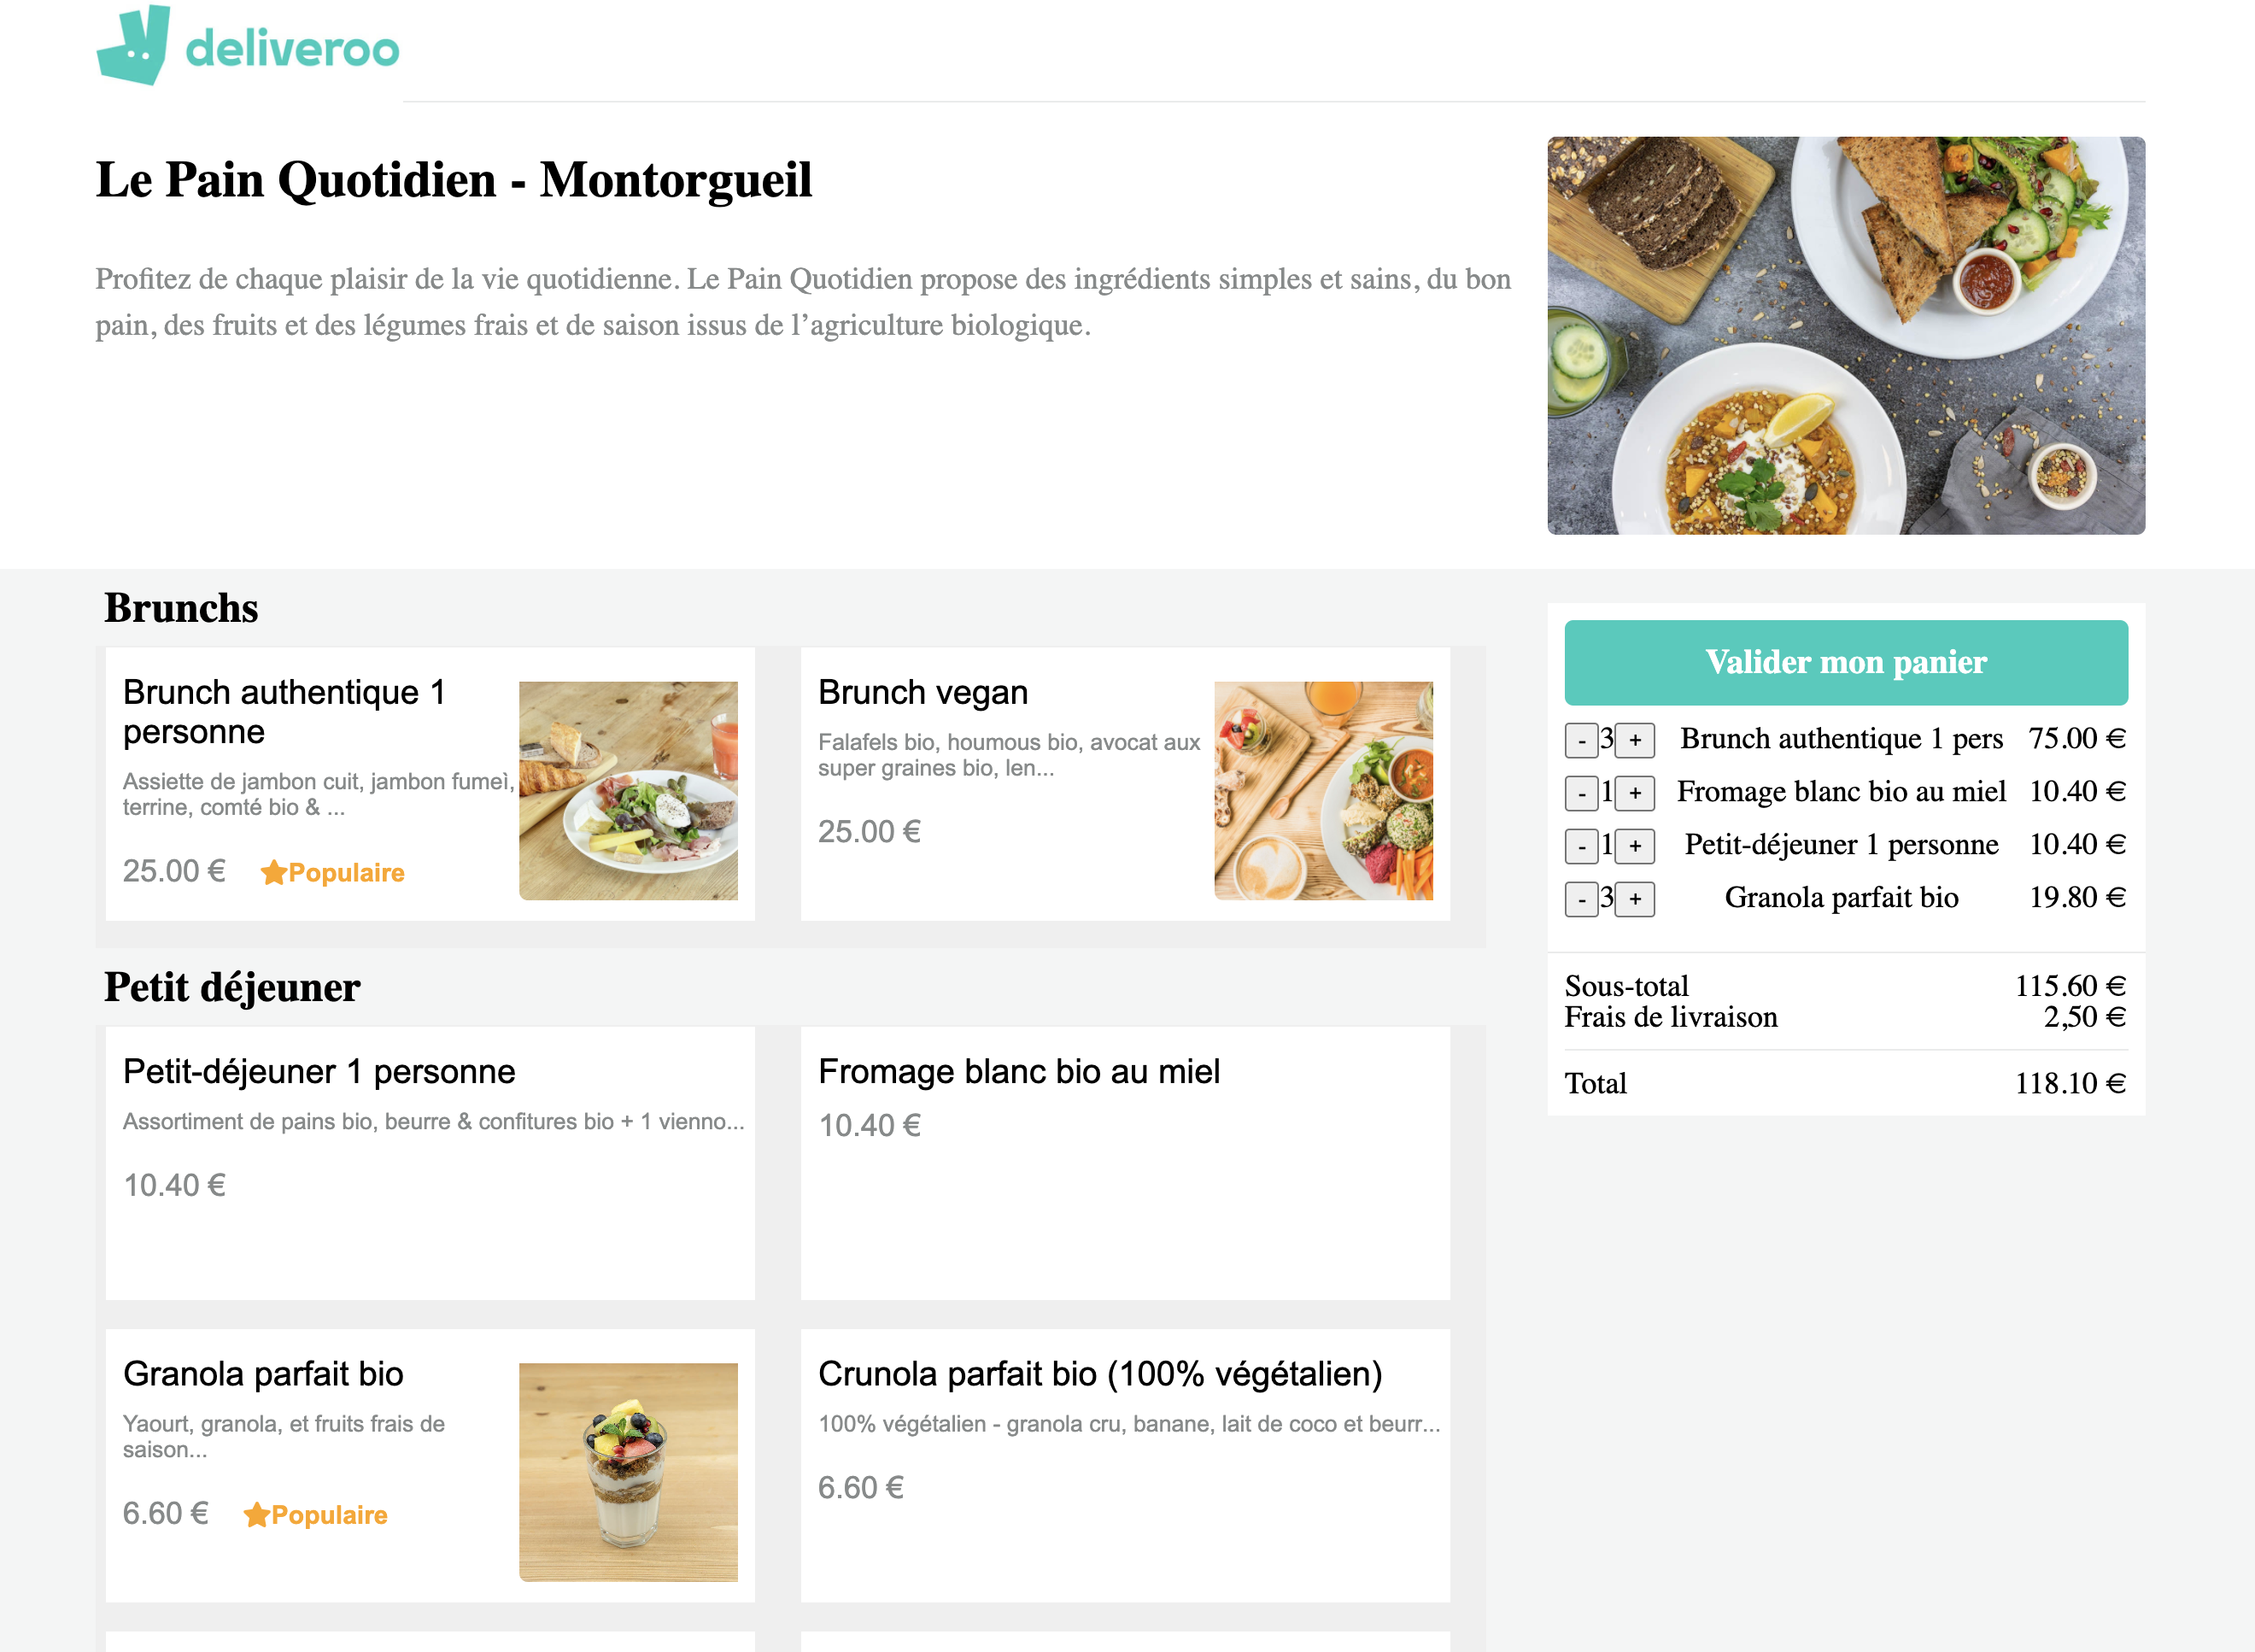 deliveroo
Le Pain Quotidien - Montorgueil
Profitez de chaque plaisir de la vie quotidienne. Le Pain Quotidien propose des ingrédients simples et sains, du bon
pain, des fruits et des légumes frais et de saison issus de l’agriculture biologique.
Brunchs
Brunch authentique 1
personne
Assiette de jambon cuit, jambon fumeì,
terrine, comté bio & ...
25.00 € Populaire
Brunch vegan
Falafels bio, houmous bio, avocat aux
super graines bio, len...
25.00 €
Petit déjeuner
Petit-déjeuner 1 personne
Assortiment de pains bio, beurre & confitures bio + 1 vienno...
10.40 €
Fromage blanc bio au miel
10.40 €
Granola parfait bio
Yaourt, granola, et fruits frais de
saison...
6.60 € Populaire
Crunola parfait bio (100% végétalien)
100% végétalien - granola cru, banane, lait de coco et beurr...
6.60 €
Valider mon panier
- 3 + Brunch authentique 1 pers 75.00 €
- 1 + Fromage blanc bio au miel 10.40 €
- 1 + Petit-déjeuner 1 personne 10.40 €
- 3 + Granola parfait bio 19.80 €
Sous-total 115.60 €
Frais de livraison 2,50 €
Total 118.10 €